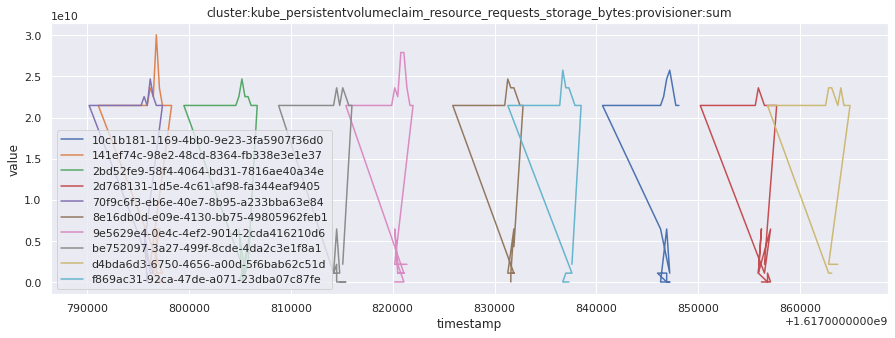 cluster:kube_persistentvolumeclaim_resource_requests_storage_bytes:provisioner:sum
1e10
3.0
2.5
2.0
1.5
1.0
0.5
0.0
value
10c1b181-1169-4bb0-9e23-3fa5907f36d0
141ef74c-98e2-48cd-8364-fb338e3e1e37
2bd52fe9-58f4-4064-bd31-7816ae40a34e
2d768131-1d5e-4c61-af98-fa344eaf9405
70f9c6f3-eb6e-40e7-8b95-a233bba63e84
8e16db0d-e09e-4130-bb75-49805962feb1
9e5629e4-0e4c-4ef2-9014-2cda416210d6
be752097-3a27-499f-8cde-4da2c3e1f8a1
d4bda6d3-6750-4656-a00d-5f6bab62c51d
f869ac31-92ca-47de-a071-23dba07c87fe
790000 800000 810000 820000 830000 840000 850000 860000
timestamp
+1.6170000000e9